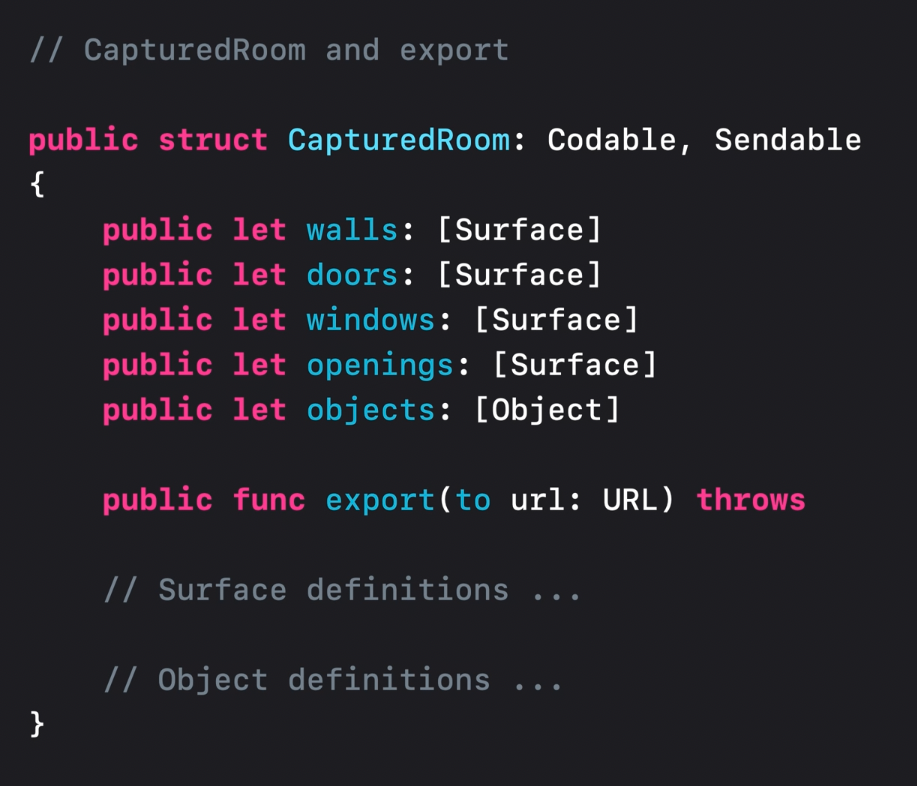 // CapturedRoom and export
public struct CapturedRoom: Codable, Sendable
{
    public let walls: [Surface]
    public let doors: [Surface]
    public let windows: [Surface]
    public let openings: [Surface]
    public let objects: [Object]
    public func export(to url: URL) throws
    // Surface definitions ...
    // Object definitions ...
}